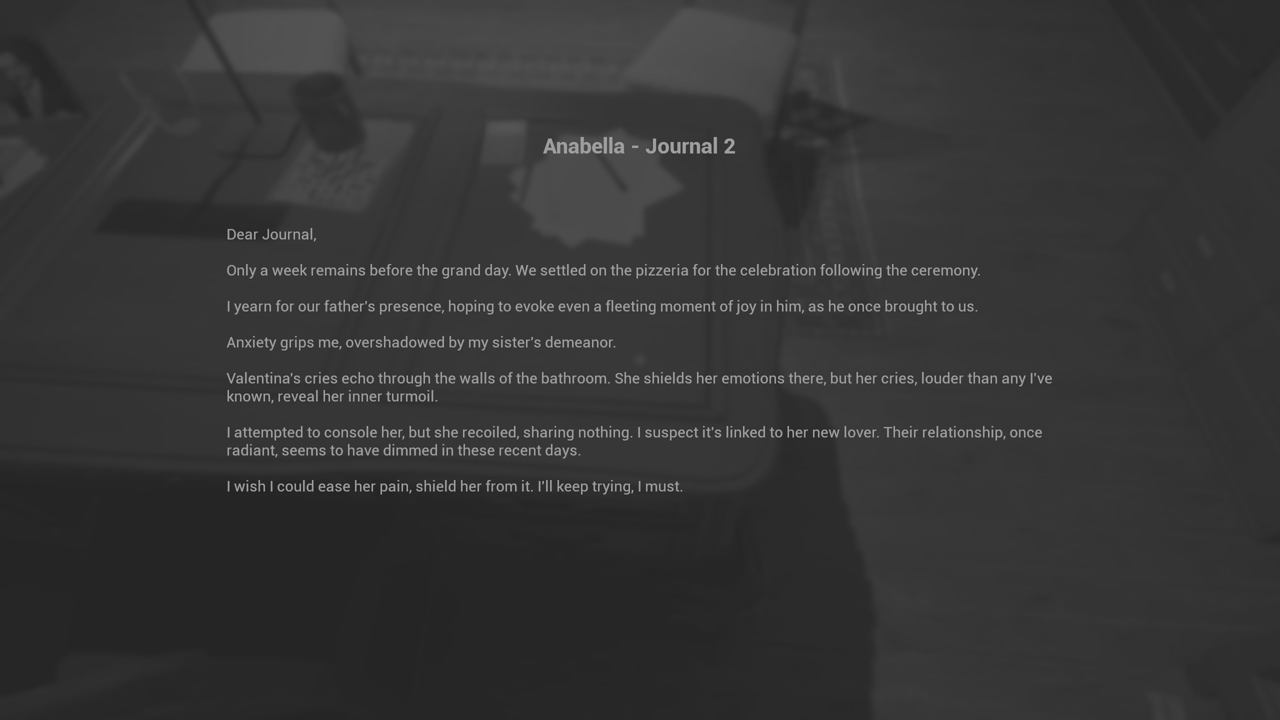 Anabella - Journal 2
Dear Journal,
Only a week remains before the grand day. We settled on the pizzeria for the celebration following the ceremony.
I yearn for our father's presence, hoping to evoke even a fleeting moment of joy in him, as he once brought to us.
Anxiety grips me, overshadowed by my sister's demeanor.
Valentina's cries echo through the walls of the bathroom. She shields her emotions there, but her cries, louder than any I've
known, reveal her inner turmoil.
I attempted to console her, but she recoiled, sharing nothing. I suspect it's linked to her new lover. Their relationship, once
radiant, seems to have dimmed in these recent days.
I wish I could ease her pain, shield her from it. I'll keep trying, I must.